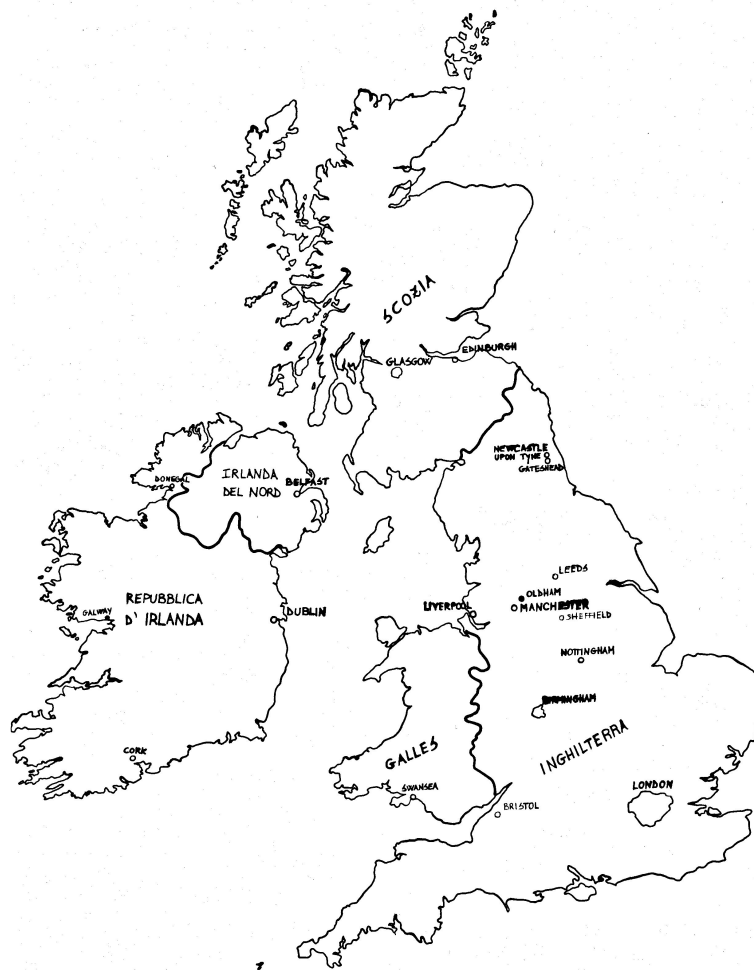 SCOZIA
GLASGOW
EDINBURGH
NEWCASTLE
UPON TYNE
GATESHEAD
DONEGAL
IRLANDA
DEL NORD
BELFAST
LEEDS
OLDHAM
MANCHESTER
SHEFFIELD
REPUBBLICA
D' IRLANDA
GALWAY
DUBLIN
LIVERPOOL
NOTTINGHAM
BIRMINGHAM
CORK
GALLES
INGHILTERRA
SWANSEA
BRISTOL
LONDON